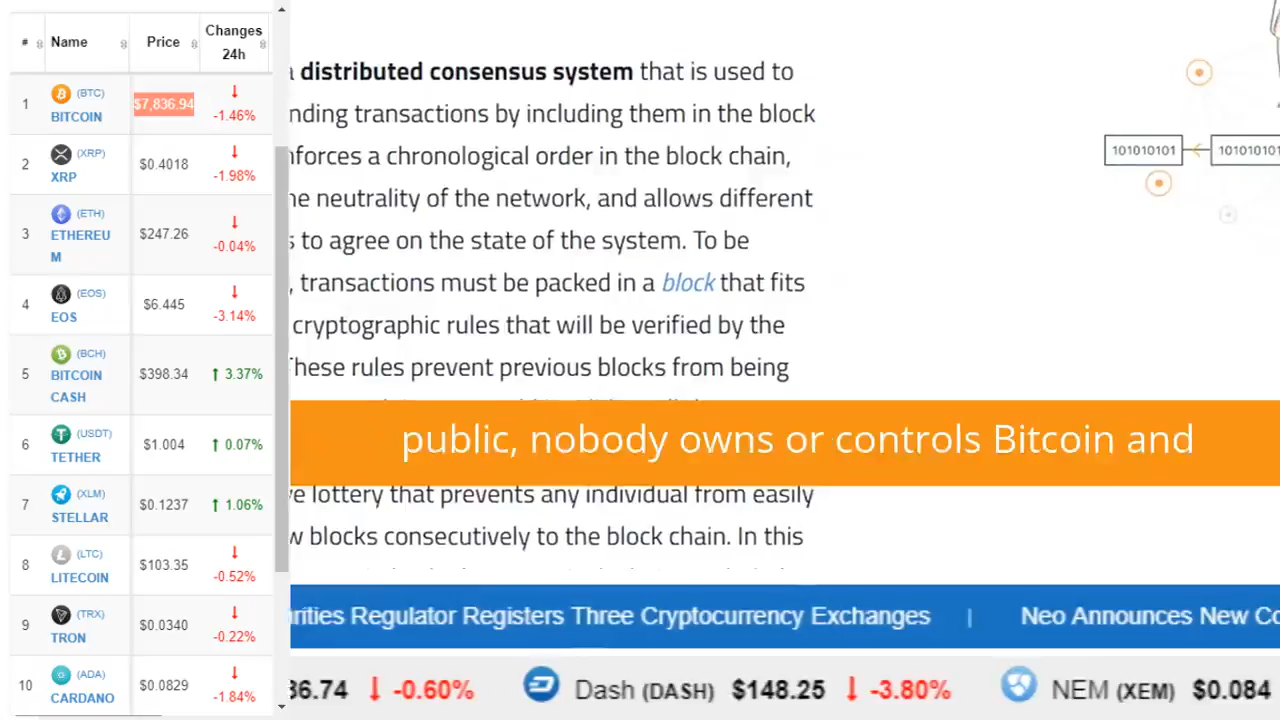 # Name Price Changes 24h
1 (BTC) BITCOIN $7,836.94 -1.46%
2 (XRP) XRP $0.4018 -1.98%
3 (ETH) ETHEREUM $247.26 -0.04%
4 (EOS) EOS $6.445 -3.14%
5 (BCH) BITCOIN CASH $398.34 3.37%
6 (USDT) TETHER $1.004 0.07%
7 (XLM) STELLAR $0.1237 1.06%
8 (LTC) LITECOIN $103.35 -0.52%
9 (TRX) TRON $0.0340 -0.22%
10 (ADA) CARDANO $0.0829 -1.84%
distributed consensus system that is used to
nding transactions by including them in the block
nforces a chronological order in the block chain,
neutrality of the network, and allows different
s to agree on the state of the system. To be
, transactions must be packed in a block that fits
cryptographic rules that will be verified by the
These rules prevent previous blocks from being
public, nobody owns or controls Bitcoin and
e lottery that prevents any individual from easily
w blocks consecutively to the block chain. In this
101010101 101010101
rities Regulator Registers Three Cryptocurrency Exchanges | Neo Announces New Co
36.74 -0.60% Dash (DASH) $148.25 -3.80% NEM (XEM) $0.084